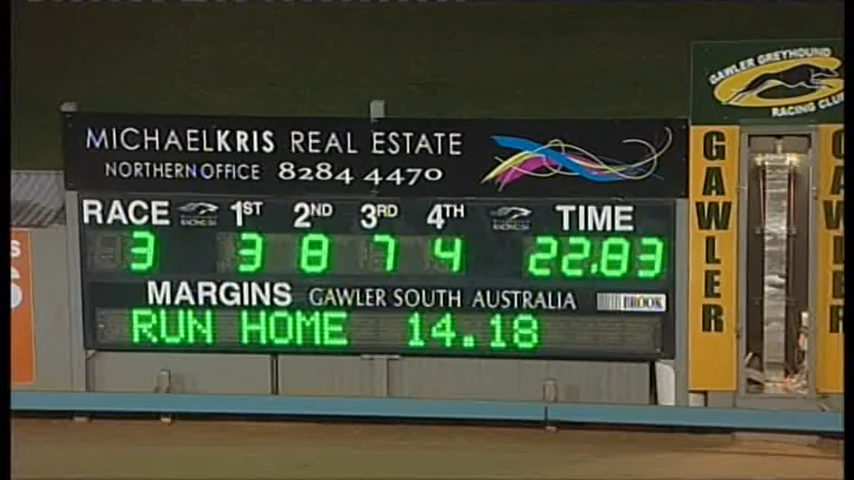 GAWLER GREYHOUND
RACING CLUB
MICHAELKRIS REAL ESTATE
NORTHERN OFFICE 8284 4470
RACE 1ST 2ND 3RD 4TH TIME
3 3 8 7 4 22.83
MARGINS GAWLER SOUTH AUSTRALIA BROOK
RUN HOME 14.18
GAWLER
GAWLER
S
S